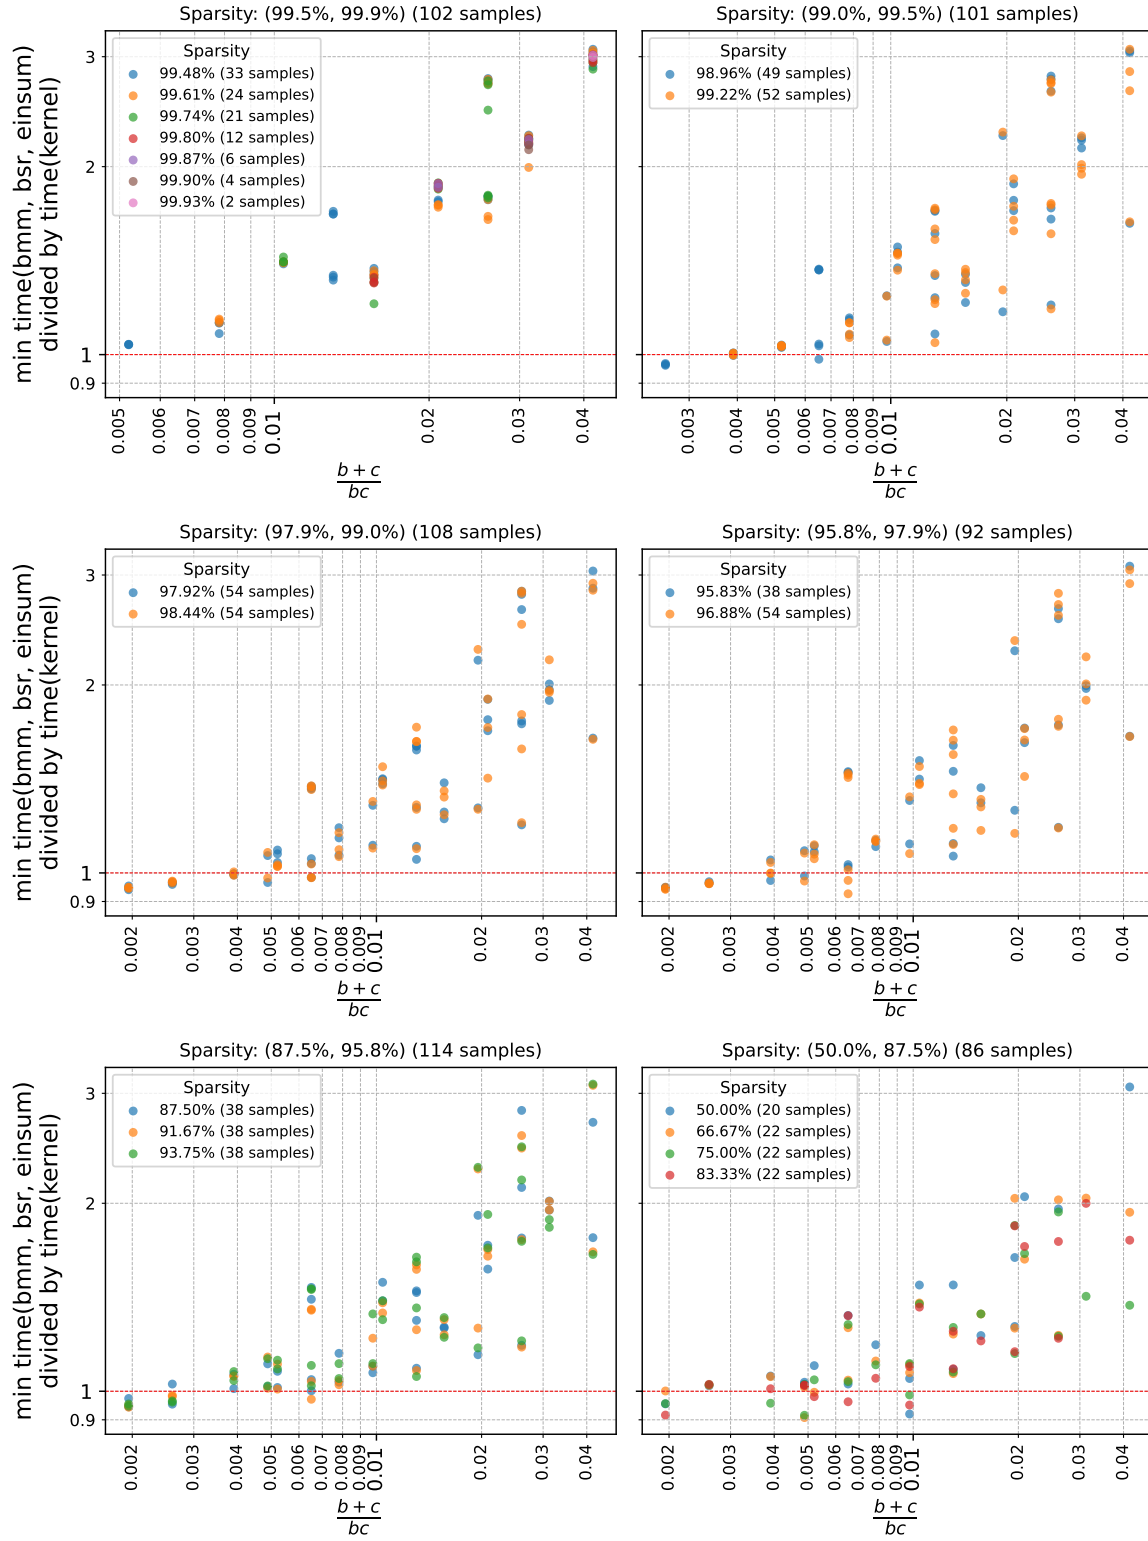 Sparsity: (99.5%, 99.9%) (102 samples)
min time(bmm, bsr, einsum)
divided by time(kernel)
3
2
1
0.9
Sparsity
99.48% (33 samples)
99.61% (24 samples)
99.74% (21 samples)
99.80% (12 samples)
99.87% (6 samples)
99.90% (4 samples)
99.93% (2 samples)
0.005 0.006 0.007 0.008 0.009 0.01 0.02 0.03 0.04
b + c
bc
Sparsity: (99.0%, 99.5%) (101 samples)
Sparsity
98.96% (49 samples)
99.22% (52 samples)
0.003 0.004 0.005 0.006 0.007 0.008 0.009 0.01 0.02 0.03 0.04
b + c
bc
Sparsity: (97.9%, 99.0%) (108 samples)
min time(bmm, bsr, einsum)
divided by time(kernel)
3
2
1
0.9
Sparsity
97.92% (54 samples)
98.44% (54 samples)
0.002 0.003 0.004 0.005 0.006 0.007 0.008 0.009 0.01 0.02 0.03 0.04
b + c
bc
Sparsity: (95.8%, 97.9%) (92 samples)
Sparsity
95.83% (38 samples)
96.88% (54 samples)
0.002 0.003 0.004 0.005 0.006 0.007 0.008 0.009 0.01 0.02 0.03 0.04
b + c
bc
Sparsity: (87.5%, 95.8%) (114 samples)
min time(bmm, bsr, einsum)
divided by time(kernel)
3
2
1
0.9
Sparsity
87.50% (38 samples)
91.67% (38 samples)
93.75% (38 samples)
0.002 0.003 0.004 0.005 0.006 0.007 0.008 0.009 0.01 0.02 0.03 0.04
b + c
bc
Sparsity: (50.0%, 87.5%) (86 samples)
Sparsity
50.00% (20 samples)
66.67% (22 samples)
75.00% (22 samples)
83.33% (22 samples)
0.002 0.003 0.004 0.005 0.006 0.007 0.008 0.009 0.01 0.02 0.03 0.04
b + c
bc